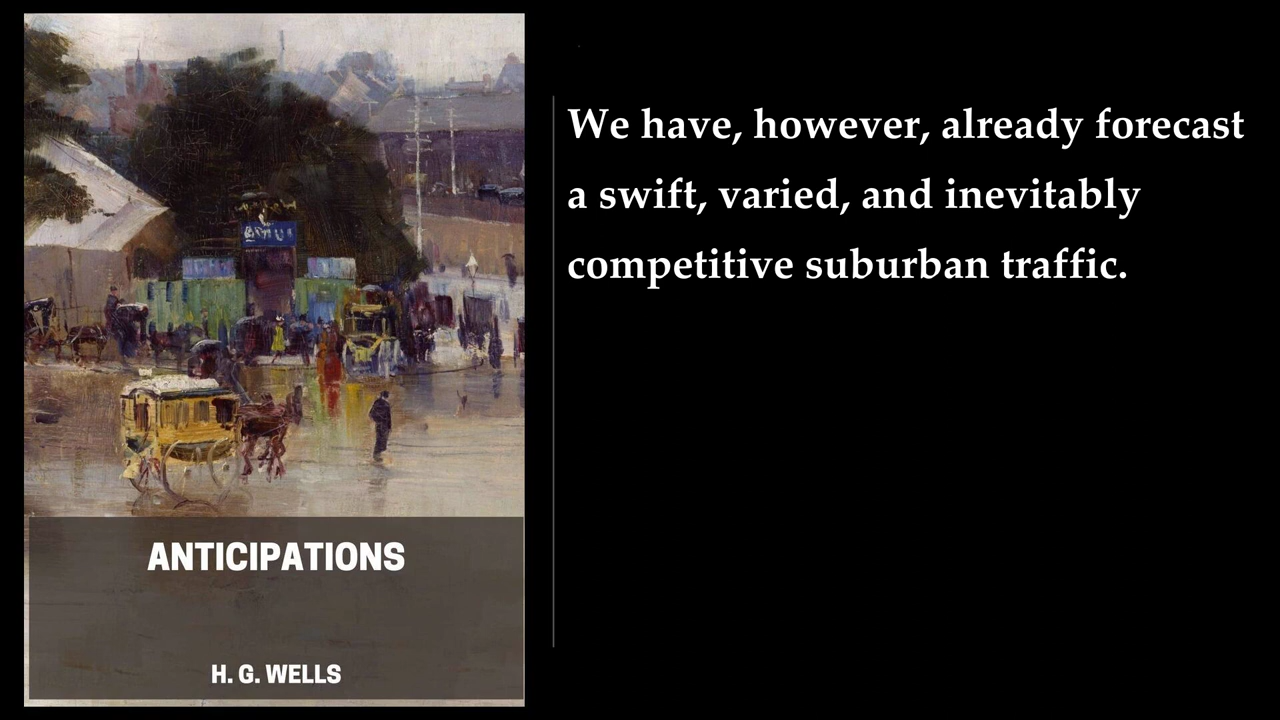 We have, however, already forecast
a swift, varied, and inevitably
competitive suburban traffic.
ANTICIPATIONS
H. G. WELLS